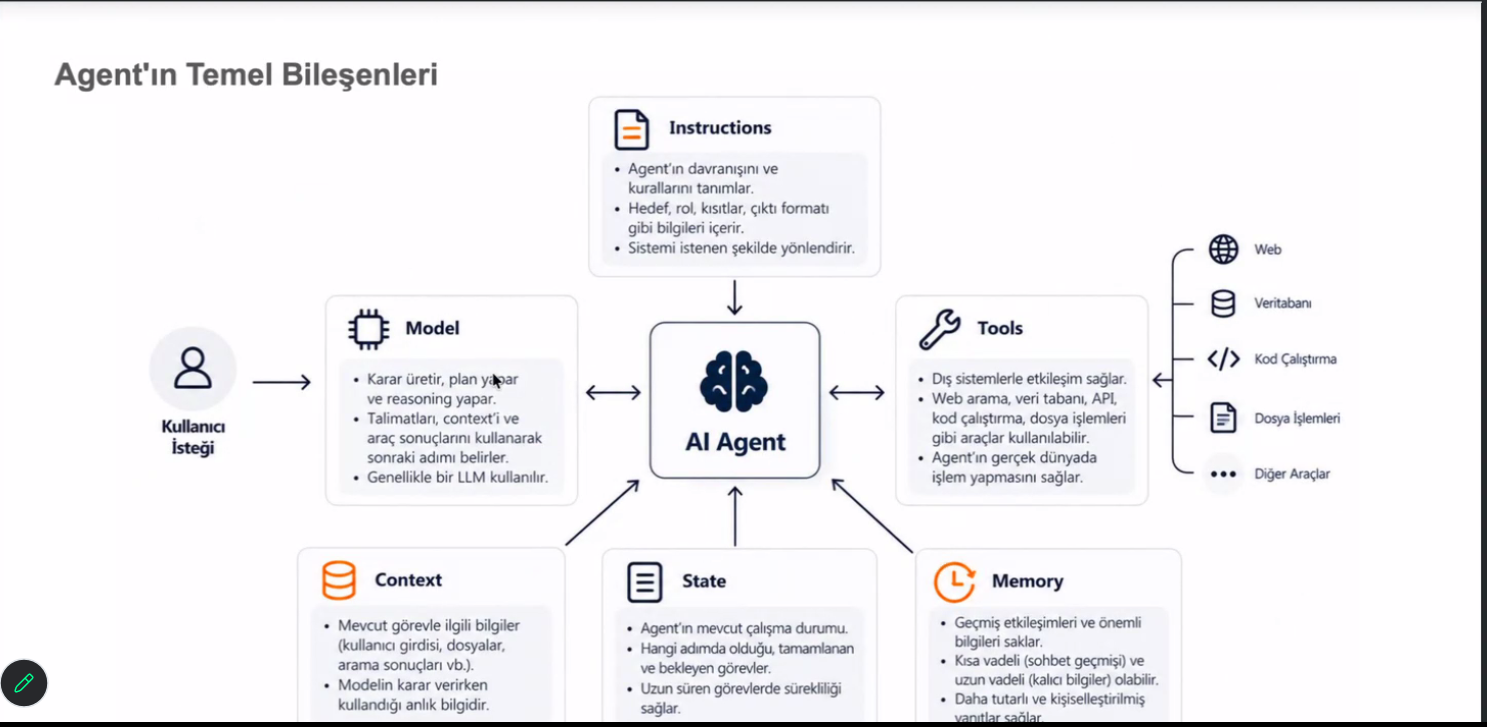 Agent'ın Temel Bileşenleri
Instructions
• Agent'ın davranışını ve
kurallarını tanımlar.
• Hedef, rol, kısıtlar, çıktı formatı
gibi bilgileri içerir.
• Sistemi istenen şekilde yönlendirir.
Kullanıcı
İsteği
Model
• Karar üretir, plan yapar
ve reasoning yapar.
• Talimatları, context'i ve
araç sonuçlarını kullanarak
sonraki adımı belirler.
• Genellikle bir LLM kullanılır.
AI Agent
Tools
• Dış sistemlerle etkileşim sağlar.
• Web arama, veri tabanı, API,
kod çalıştırma, dosya işlemleri
gibi araçlar kullanılabilir.
• Agent'ın gerçek dünyada
işlem yapmasını sağlar.
Web
Veritabanı
</> Kod Çalıştırma
Dosya İşlemleri
Diğer Araçlar
Context
• Mevcut görevle ilgili bilgiler
(kullanıcı girdisi, dosyalar,
arama sonuçları vb.).
• Modelin karar verirken
kullandığı anlık bilgidir.
State
• Agent'ın mevcut çalışma durumu.
• Hangi adımda olduğu, tamamlanan
ve bekleyen görevler.
• Uzun süren görevlerde sürekliliği
sağlar.
Memory
• Geçmiş etkileşimleri ve önemli
bilgileri saklar.
• Kısa vadeli (sohbet geçmişi) ve
uzun vadeli (kalıcı bilgiler) olabilir.
• Daha tutarlı ve kişiselleştirilmiş
yanıtlar sağlar.